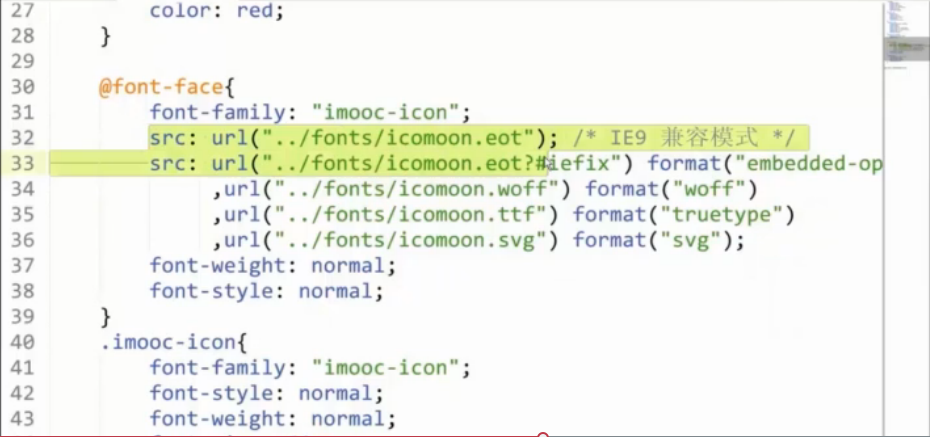 27 color: red;
28 }
29
30 @font-face{
31 font-family: "imooc-icon";
32 src: url("../fonts/icomoon.eot"); /* IE9 兼容模式 */
33 src: url("../fonts/icomoon.eot?#iefix") format("embedded-op
34 ,url("../fonts/icomoon.woff") format("woff")
35 ,url("../fonts/icomoon.ttf") format("truetype")
36 ,url("../fonts/icomoon.svg") format("svg");
37 font-weight: normal;
38 font-style: normal;
39 }
40 .imooc-icon{
41 font-family: "imooc-icon";
42 font-style: normal;
43 font-weight: normal;